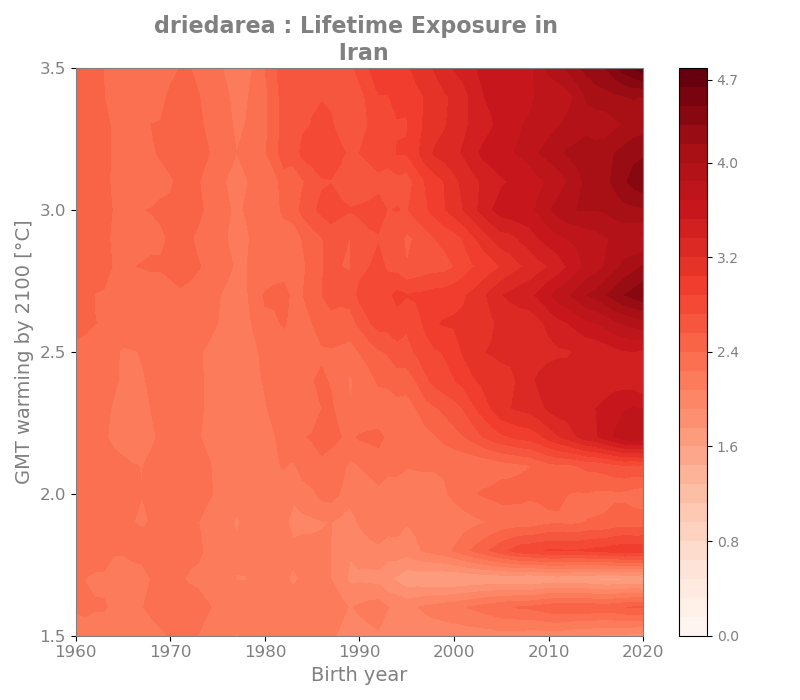 driedarea : Lifetime Exposure in
Iran
GMT warming by 2100 [°C]
3.5
3.0
2.5
2.0
1.5
1960 1970 1980 1990 2000 2010 2020
Birth year
4.7
4.0
3.2
2.4
1.6
0.8
0.0